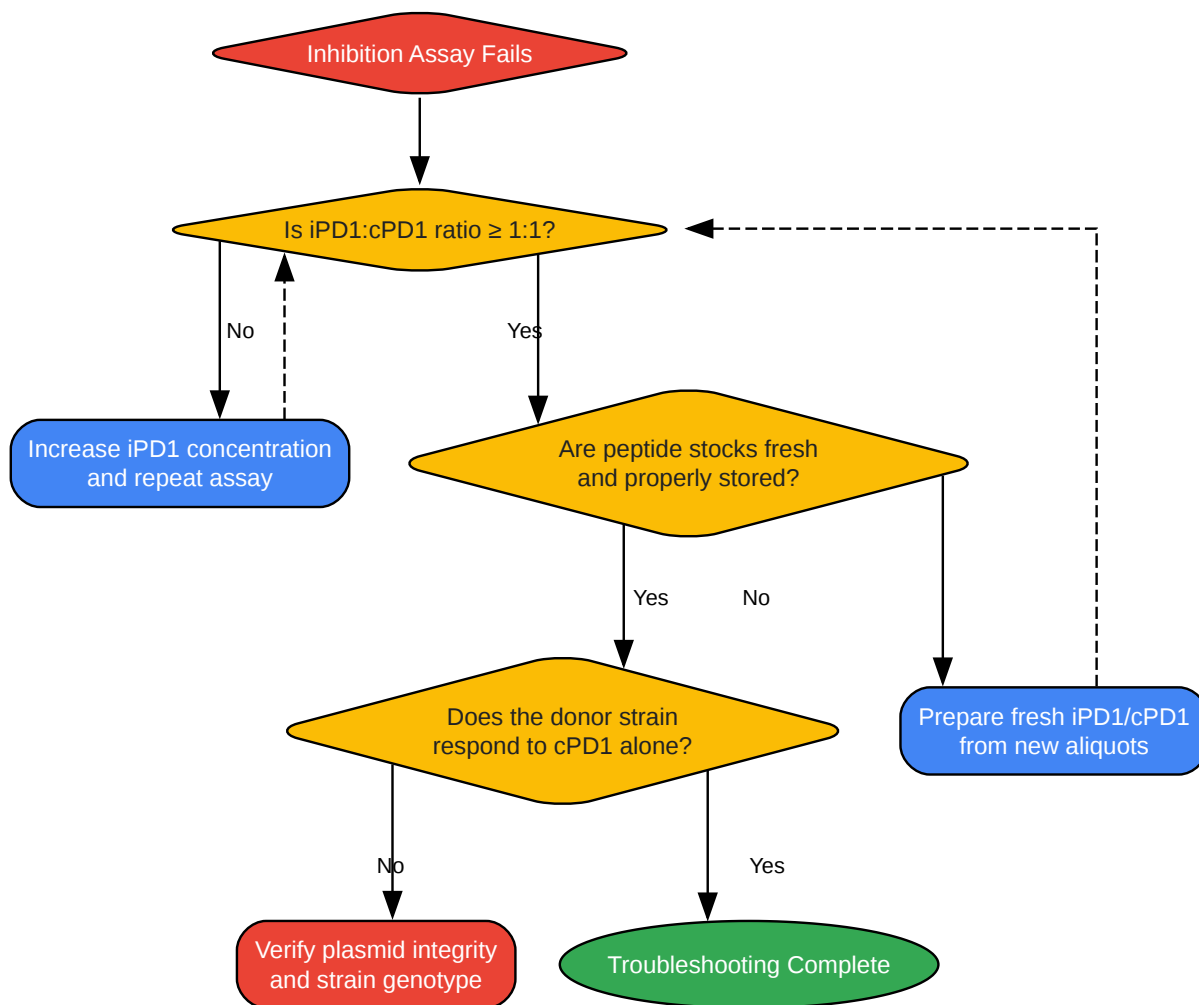 Inhibition Assay Fails
Is iPD1:cPD1 ratio ≥ 1:1?
No
Yes
Increase iPD1 concentration
and repeat assay
Are peptide stocks fresh
and properly stored?
Yes
No
Does the donor strain
respond to cPD1 alone?
Prepare fresh iPD1/cPD1
from new aliquots
No
Yes
Verify plasmid integrity
and strain genotype
Troubleshooting Complete